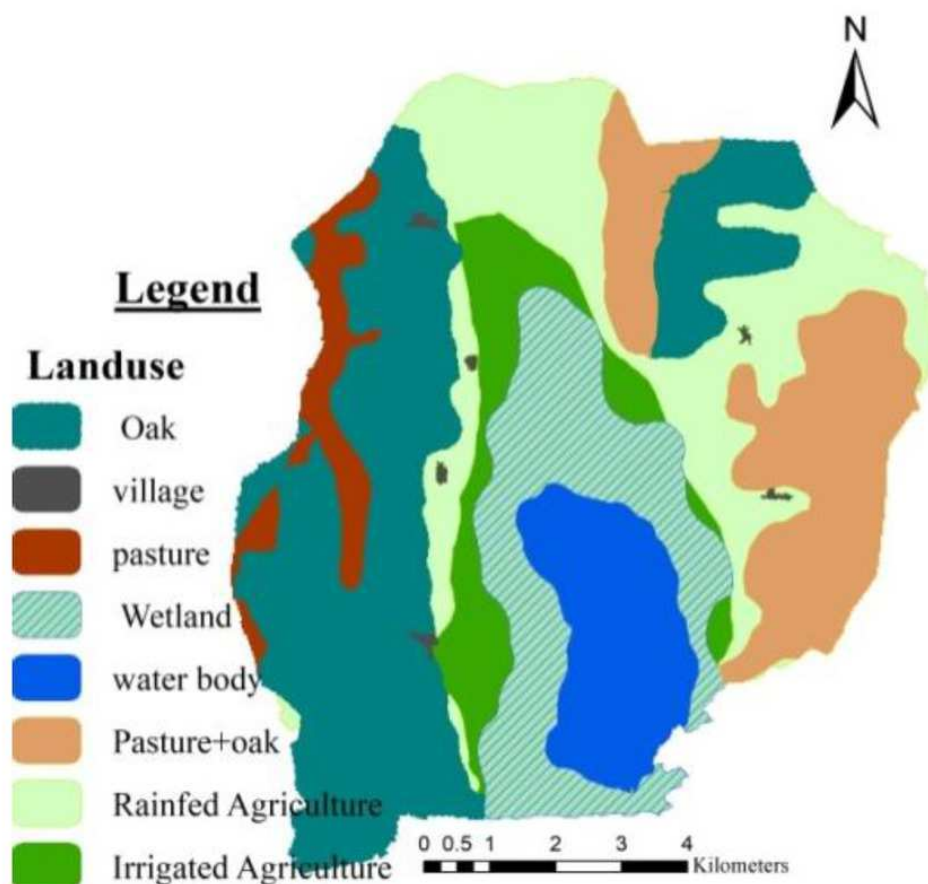 N
Legend
Landuse
Oak
village
pasture
Wetland
water body
Pasture+oak
Rainfed Agriculture
Irrigated Agriculture
0 0.5 1 2 3 4
Kilometers